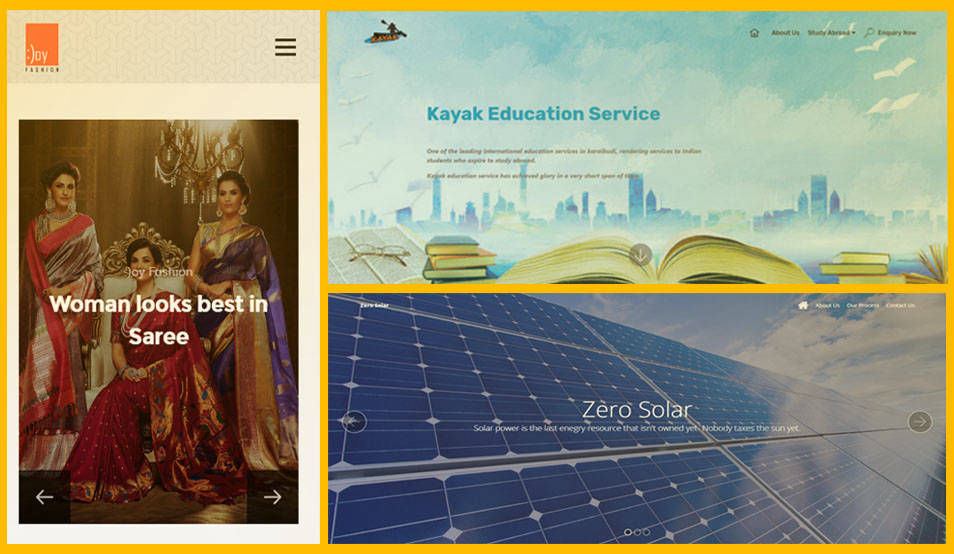 :)oy
FASHION
:)oy Fashion
Woman looks best in
Saree
KAYAK
About Us
Study Abroad
Enquiry Now
Kayak Education Service
One of the leading international education services in karaikudi, rendering services to Indian
students who aspire to study abroad.
Kayak education service has achieved glory in a very short span of time.
Zero Solar
About Us
Our Process
Contact Us
Zero Solar
Solar power is the last enegry resource that isn't owned yet. Nobody taxes the sun yet.